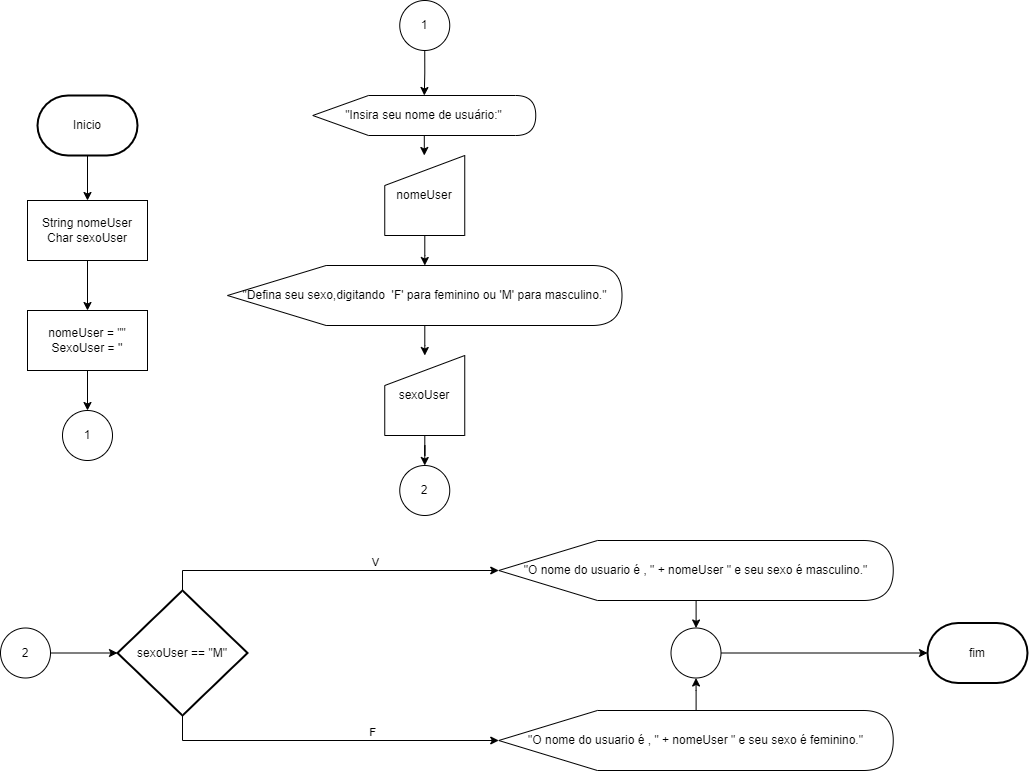 Inicio
String nomeUser
Char sexoUser
nomeUser = ""
SexoUser = "
1
1
"Insira seu nome de usuário:"
nomeUser
"Defina seu sexo,digitando 'F' para feminino ou 'M' para masculino."
sexoUser
2
2
sexoUser == "M"
V
"O nome do usuario é , " + nomeUser " e seu sexo é masculino."
F
"O nome do usuario é , " + nomeUser " e seu sexo é feminino."
fim